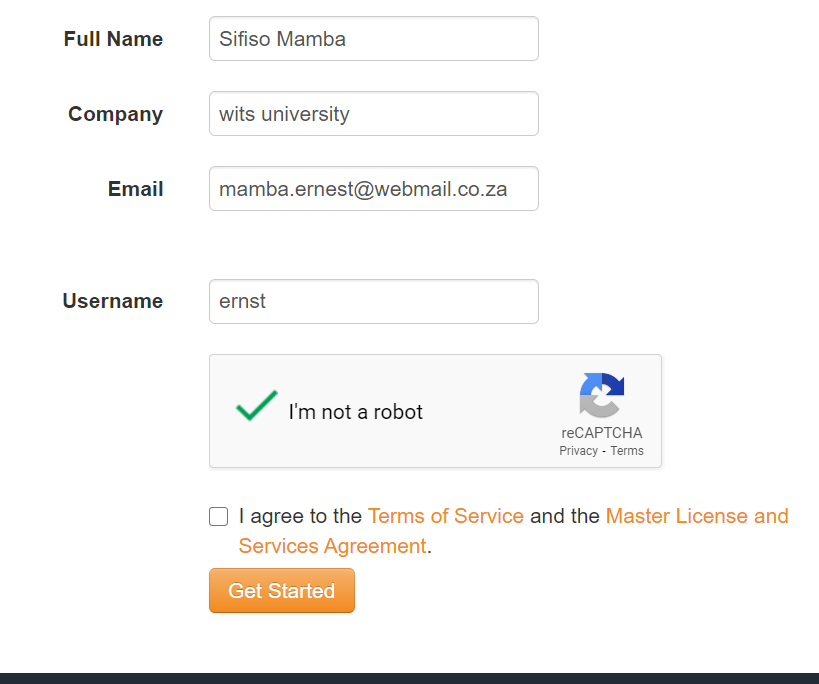 Full Name
Sifiso Mamba
Company
wits university
Email
mamba.ernest@webmail.co.za
Username
ernst
I'm not a robot
reCAPTCHA
Privacy - Terms
I agree to the Terms of Service and the Master License and
Services Agreement.
Get Started